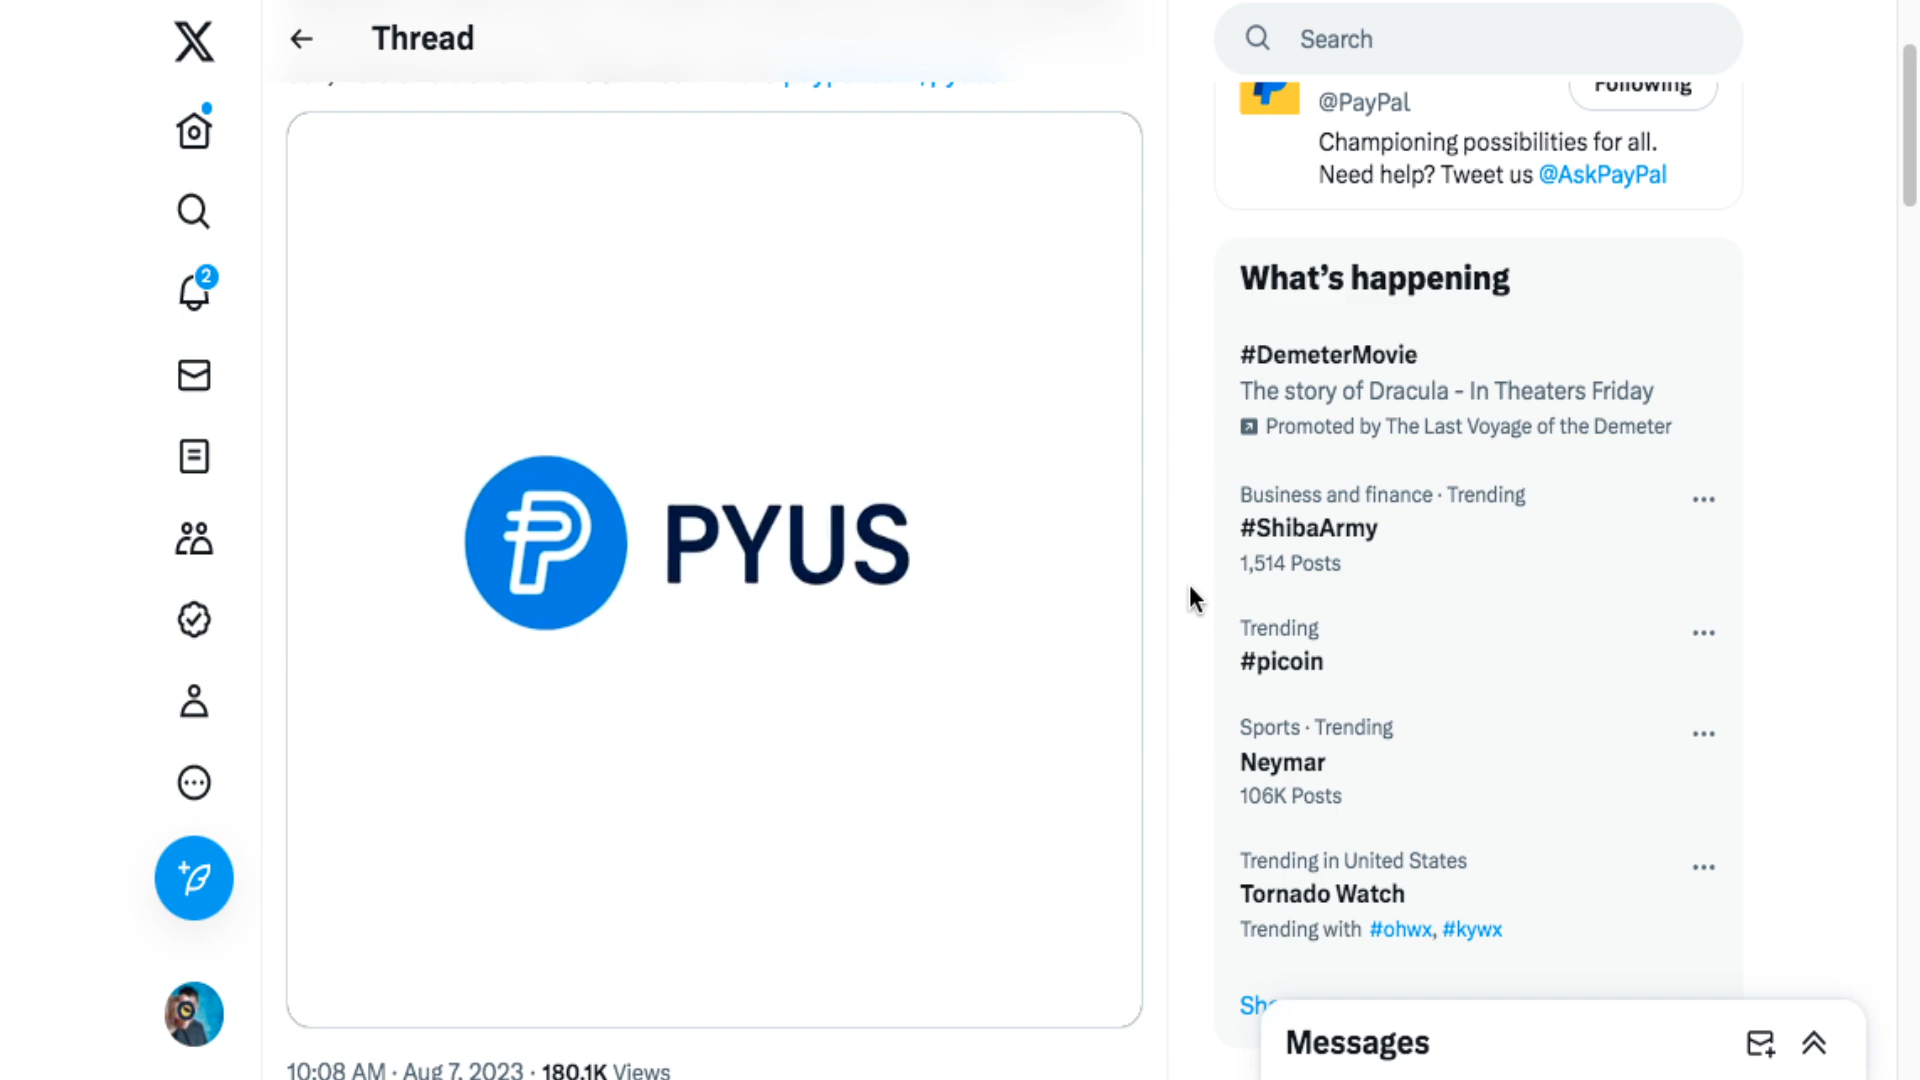 Thread
Search
@PayPal
Following
Championing possibilities for all.
Need help? Tweet us @AskPayPal
2
What's happening
#DemeterMovie
The story of Dracula - In Theaters Friday
Promoted by The Last Voyage of the Demeter
Business and finance · Trending
#ShibaArmy
1,514 Posts
PYUS
Trending
#picoin
Sports · Trending
Neymar
106K Posts
Trending in United States
Tornado Watch
Trending with #ohwx, #kywx
Messages
10:08 AM · Aug 7, 2023 · 180.1K Views